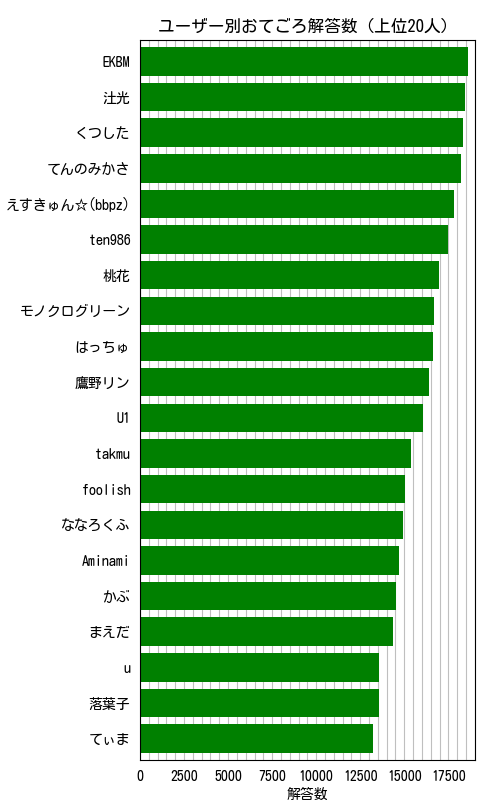 ユーザー別おてごろ解答数（上位20人）
EKBM
汢光
くつした
てんのみかさ
えすきゅん☆(bbpz)
ten986
桃花
モノクログリーン
はっちゅ
鷹野リン
U1
takmu
foolish
ななろくふ
Aminami
かぶ
まえだ
u
落葉子
てぃま
0 2500 5000 7500 10000 12500 15000 17500
解答数